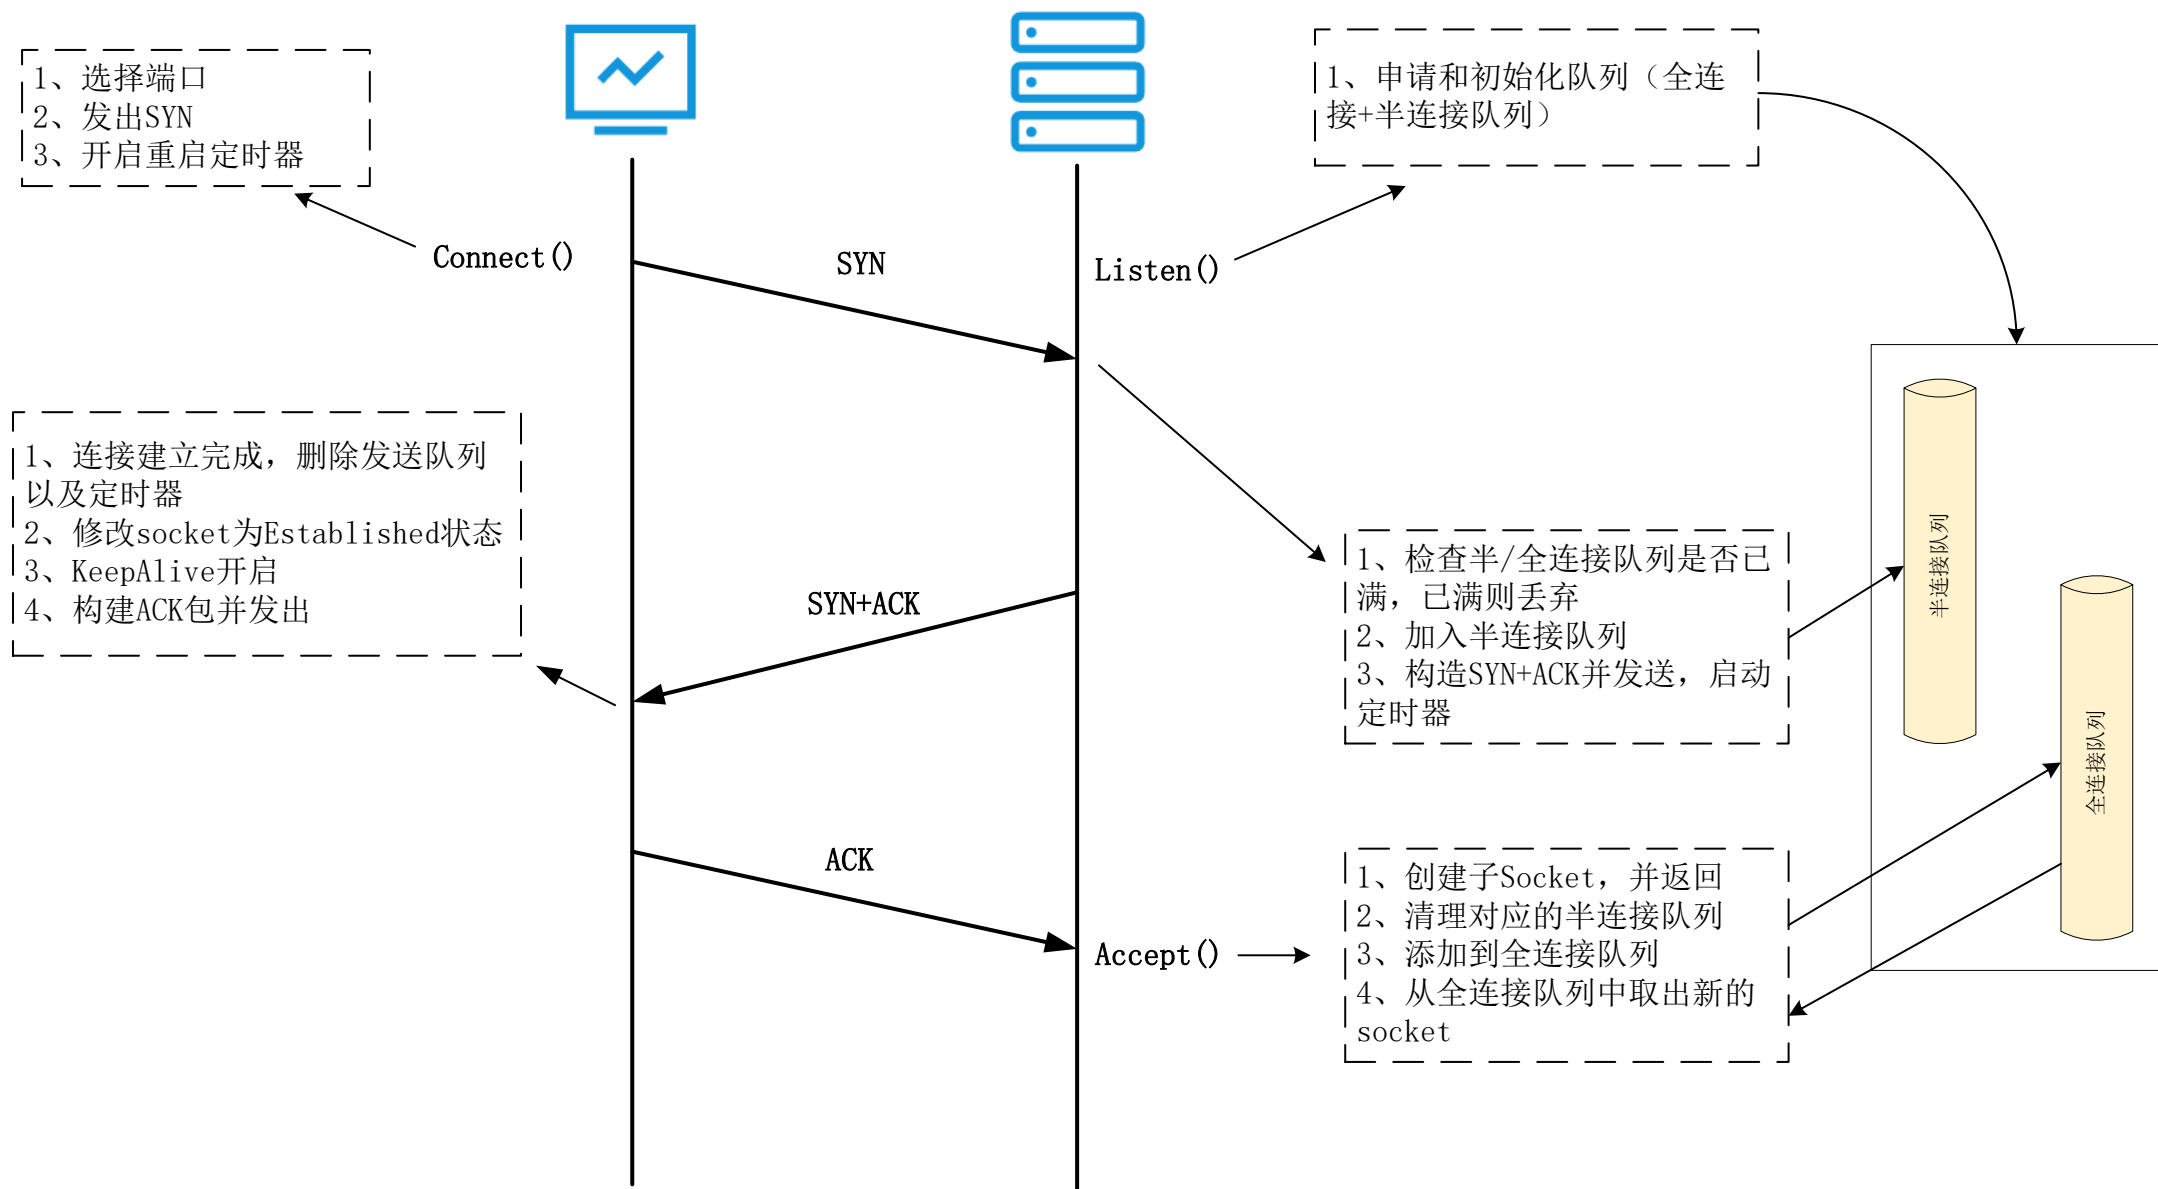 1、选择端口
2、发出SYN
3、开启重启定时器
1、申请和初始化队列（全连
接+半连接队列）
Connect()
SYN
Listen()
1、连接建立完成，删除发送队列
以及定时器
2、修改socket为Established状态
3、KeepAlive开启
4、构建ACK包并发出
SYN+ACK
1、检查半/全连接队列是否已
满，已满则丢弃
2、加入半连接队列
3、构造SYN+ACK并发送，启动
定时器
半连接队列
全连接队列
ACK
Accept()
1、创建子Socket，并返回
2、清理对应的半连接队列
3、添加到全连接队列
4、从全连接队列中取出新的
socket